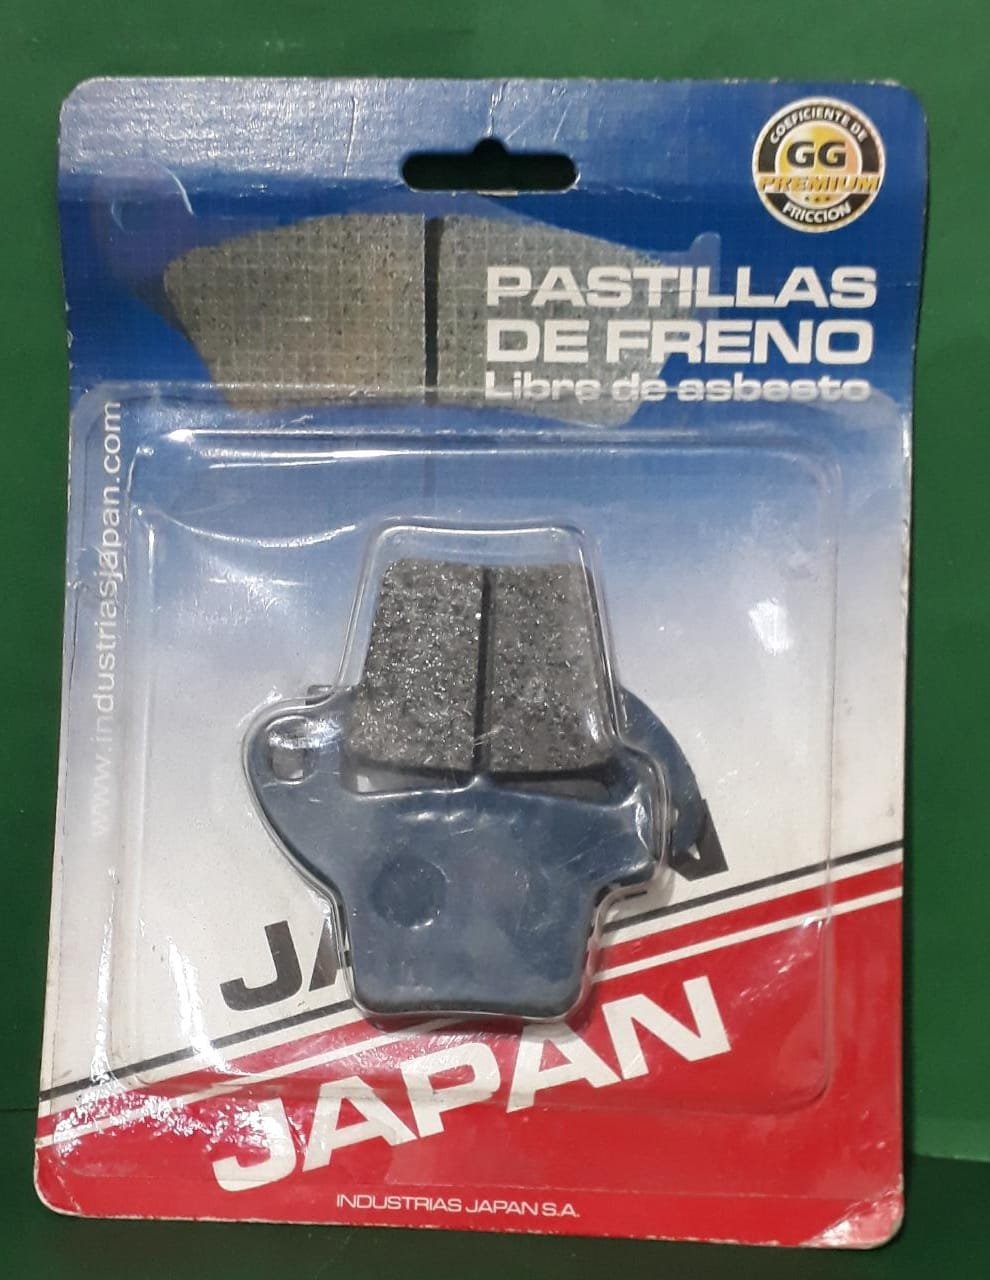 COEFICIENTE DE
GG
PREMIUM
FRICCION
PASTILLAS
DE FRENO
Libre de asbesto
www.industriasjapan.com
JAPAN
INDUSTRIAS JAPAN S.A.